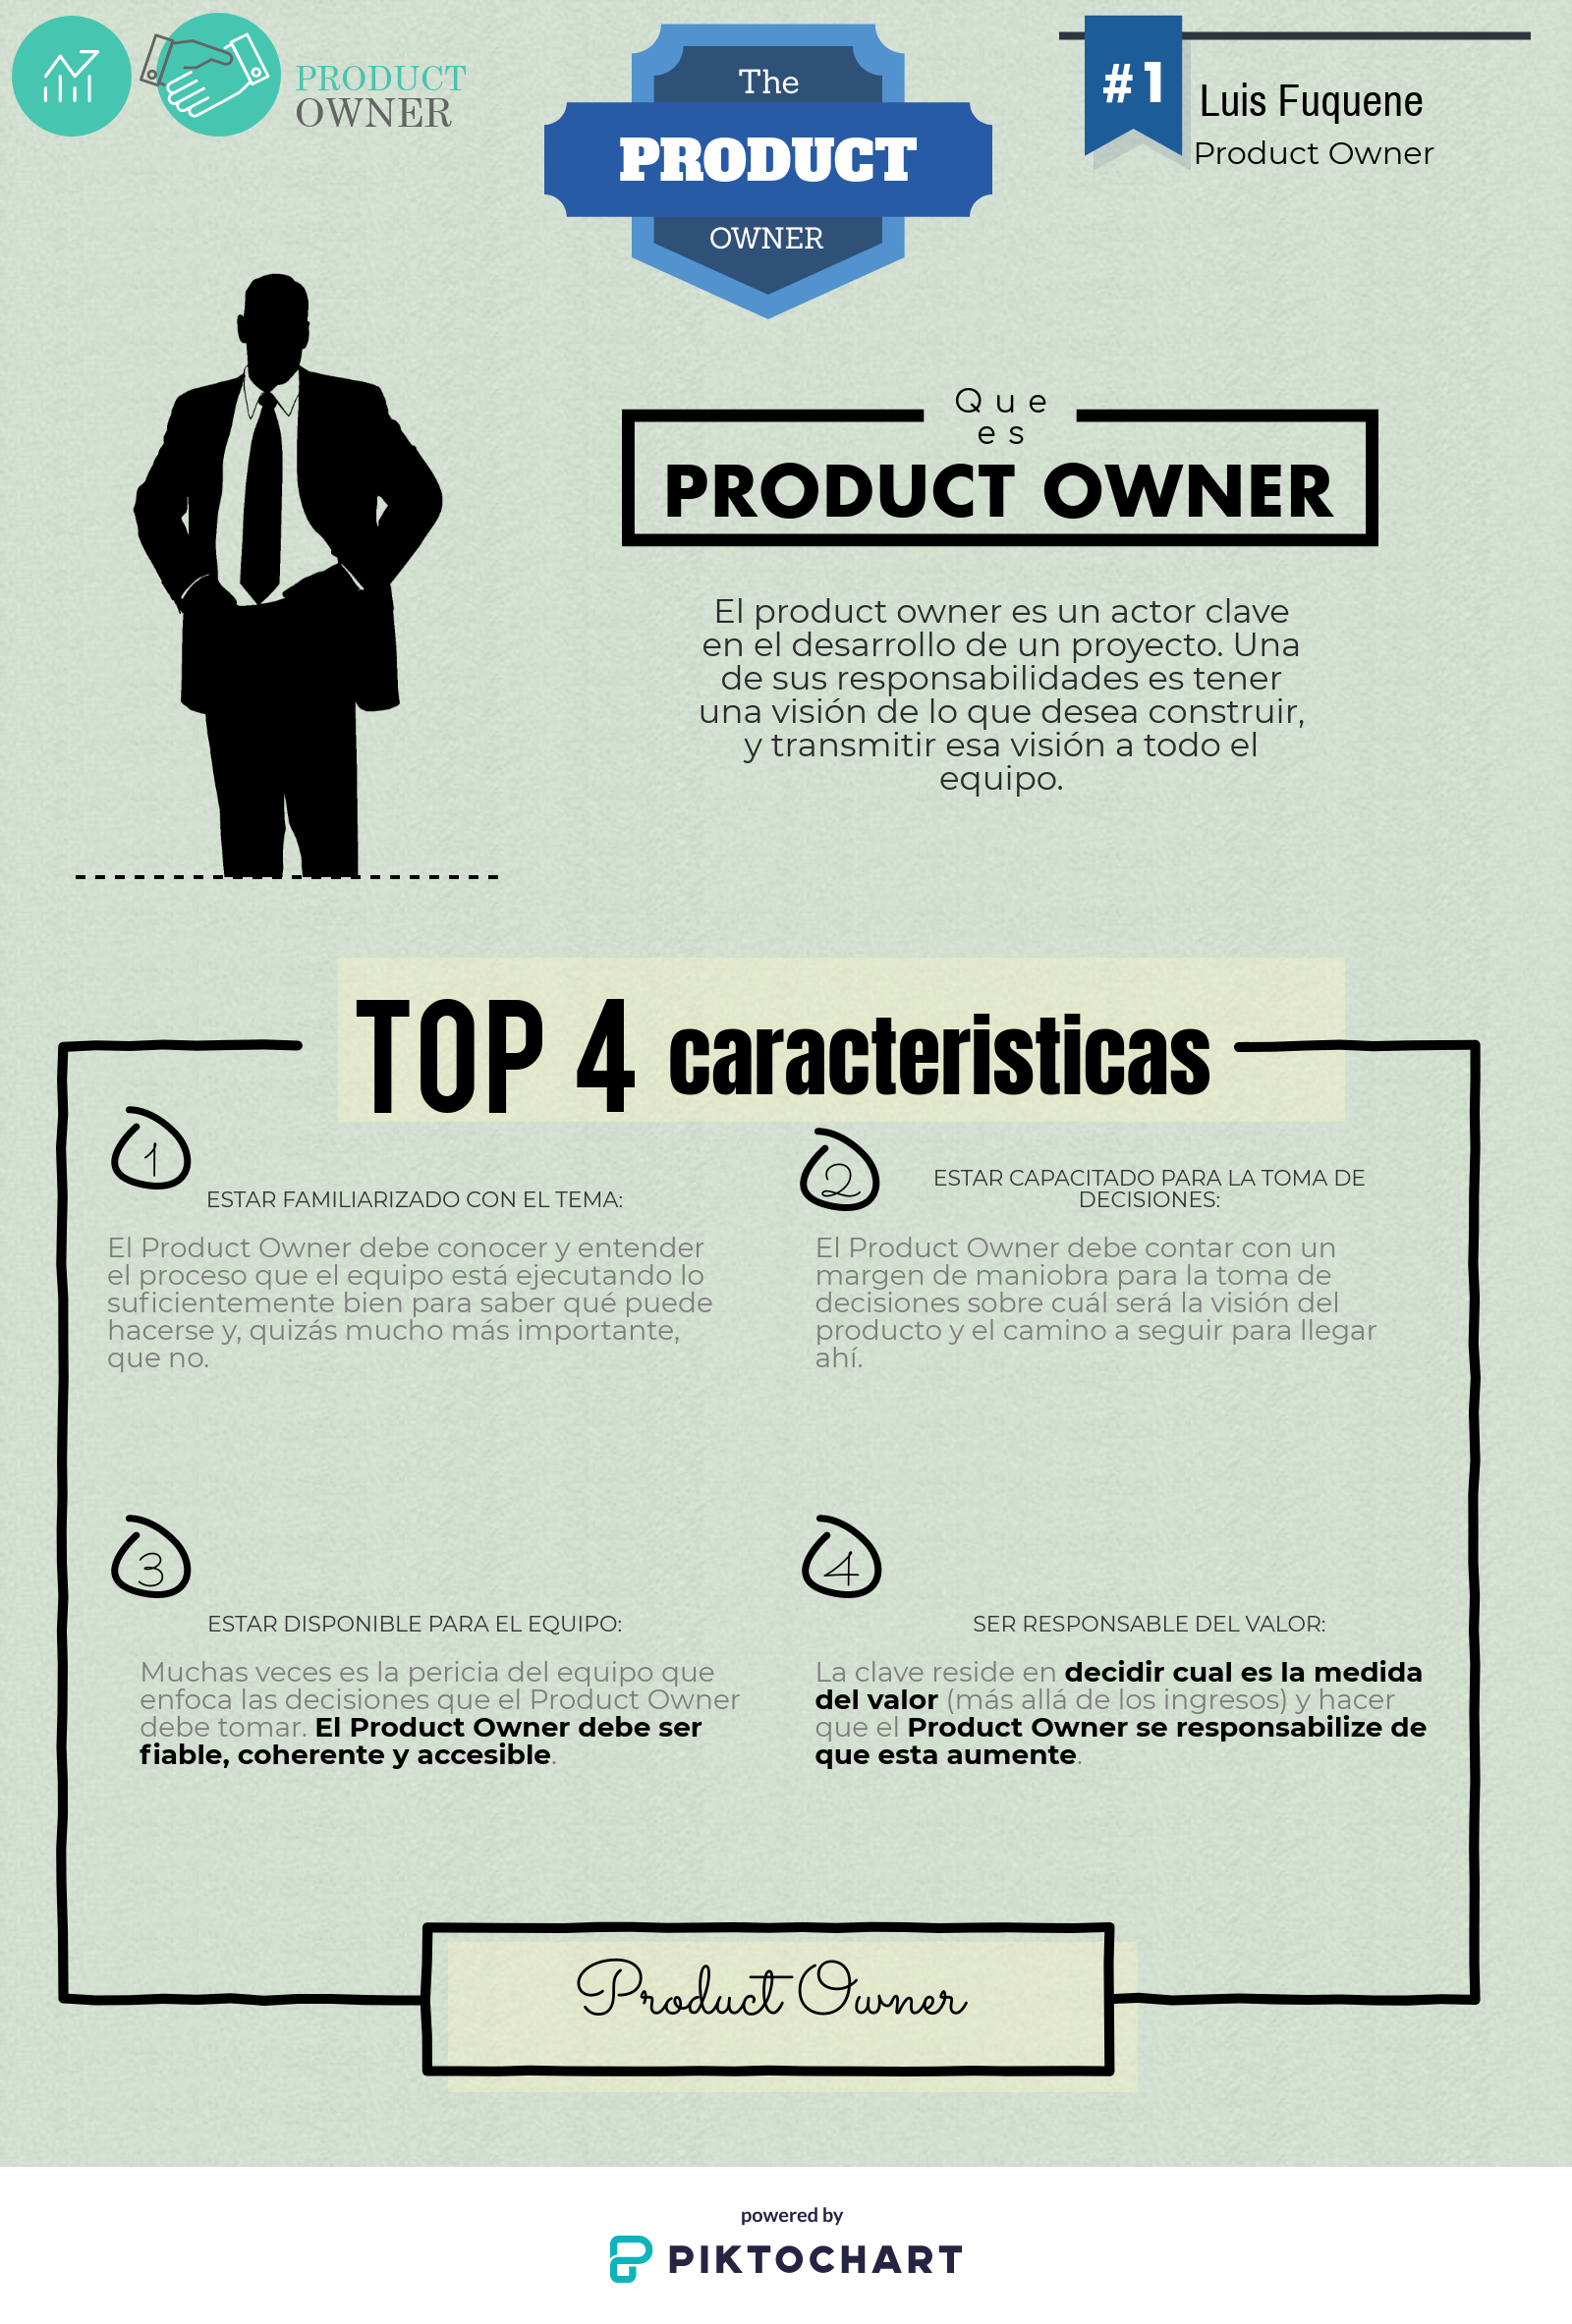 PRODUCT
OWNER
The
PRODUCT
OWNER
#1
Luis Fuquene
Product Owner
Que
es
PRODUCT OWNER
El product owner es un actor clave
en el desarrollo de un proyecto. Una
de sus responsabilidades es tener
una visión de lo que desea construir,
y transmitir esa visión a todo el
equipo.
TOP 4 caracteristicas
1
ESTAR FAMILIARIZADO CON EL TEMA:
El Product Owner debe conocer y entender
el proceso que el equipo está ejecutando lo
suficientemente bien para saber qué puede
hacerse y, quizás mucho más importante,
que no.
2
ESTAR CAPACITADO PARA LA TOMA DE
DECISIONES:
El Product Owner debe contar con un
margen de maniobra para la toma de
decisiones sobre cuál será la visión del
producto y el camino a seguir para llegar
ahí.
3
ESTAR DISPONIBLE PARA EL EQUIPO:
Muchas veces es la pericia del equipo que
enfoca las decisiones que el Product Owner
debe tomar. El Product Owner debe ser
fiable, coherente y accesible.
4
SER RESPONSABLE DEL VALOR:
La clave reside en decidir cual es la medida
del valor (más allá de los ingresos) y hacer
que el Product Owner se responsabilize de
que esta aumente.
Product Owner
powered by
PIKTOCHART